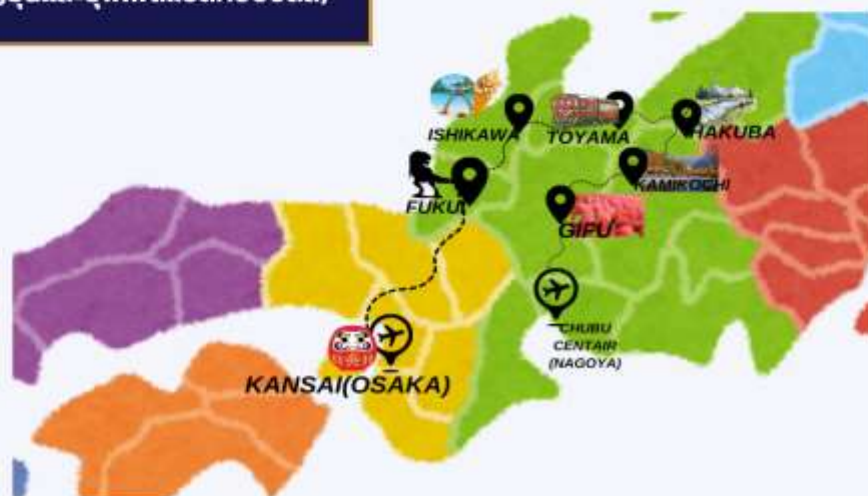 ISHIKAWA
TOYAMA
HAKUBA
KAMIKOCHI
FUKUI
GIFU
CHUBU
CENTAIR
(NAGOYA)
KANSAI(OSAKA)